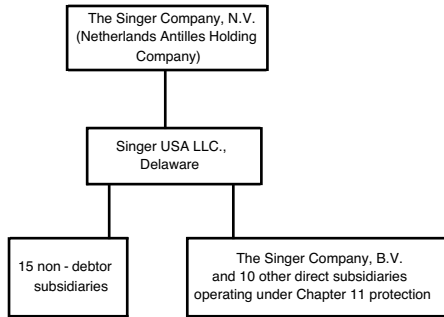 The Singer Company, N.V.
(Netherlands Antilles Holding
Company)
Singer USA LLC.,
Delaware
15 non - debtor
subsidiaries
The Singer Company, B.V.
and 10 other direct subsidiaries
operating under Chapter 11 protection